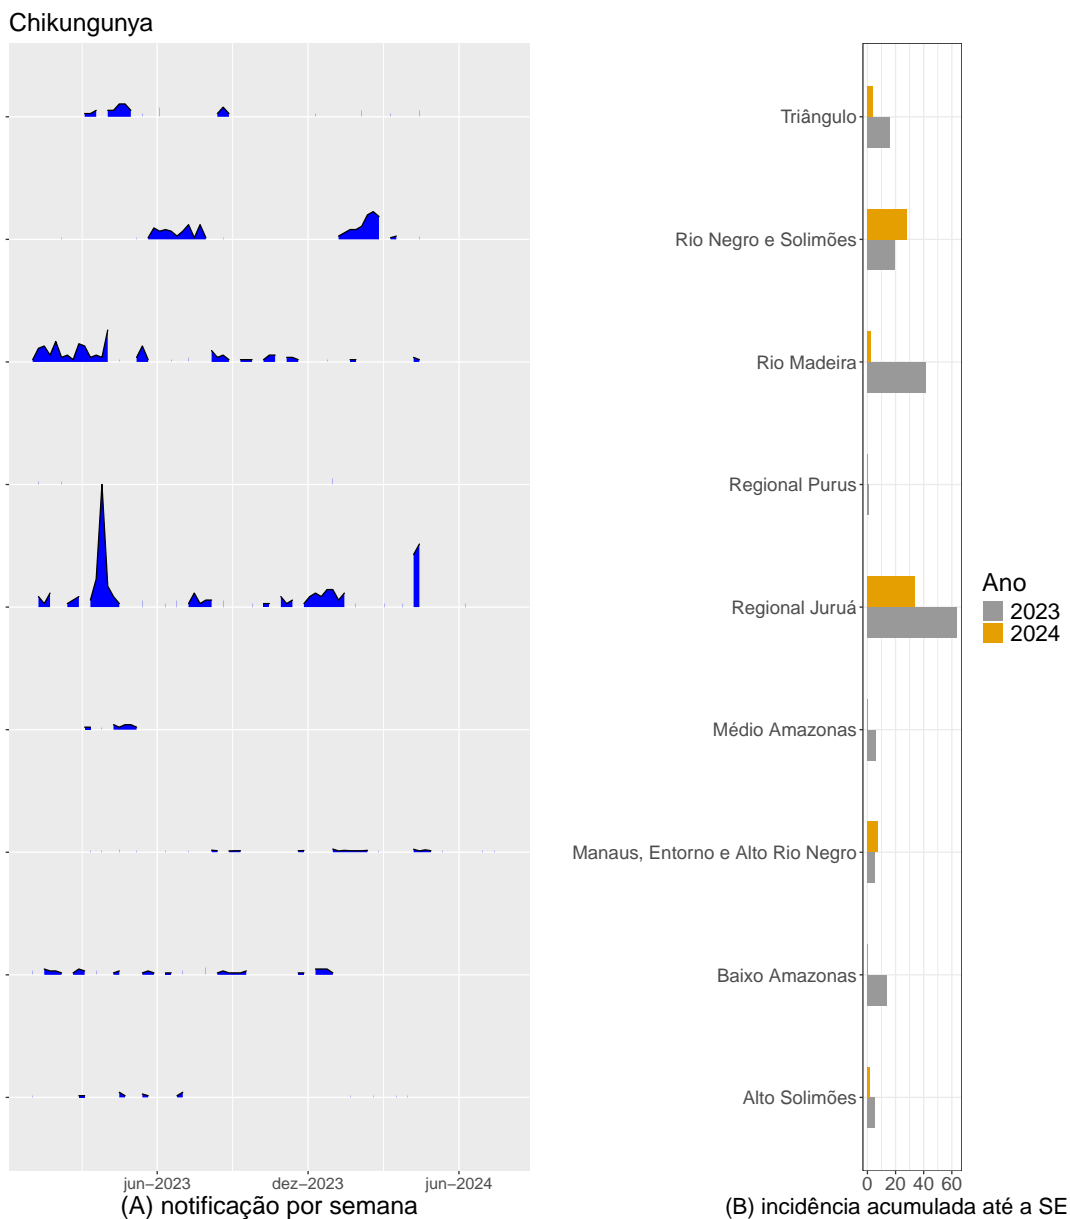 Chikungunya
Triângulo
Rio Negro e Solimões
Rio Madeira
Regional Purus
Regional Juruá
Médio Amazonas
Manaus, Entorno e Alto Rio Negro
Baixo Amazonas
Alto Solimões
Ano
2023
2024
jun−2023 dez−2023 jun−2024
0 20 40 60
(A) notificação por semana
(B) incidência acumulada até a SE